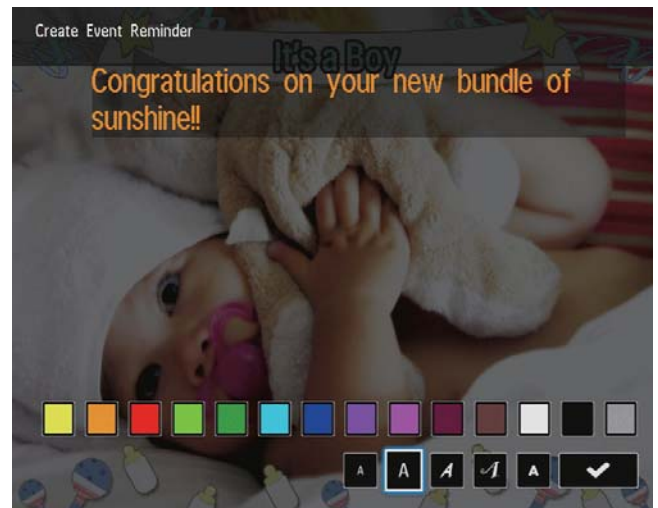 Create Event Reminder
It's a Boy
Congratulations on your new bundle of
sunshine!!
A A A A A